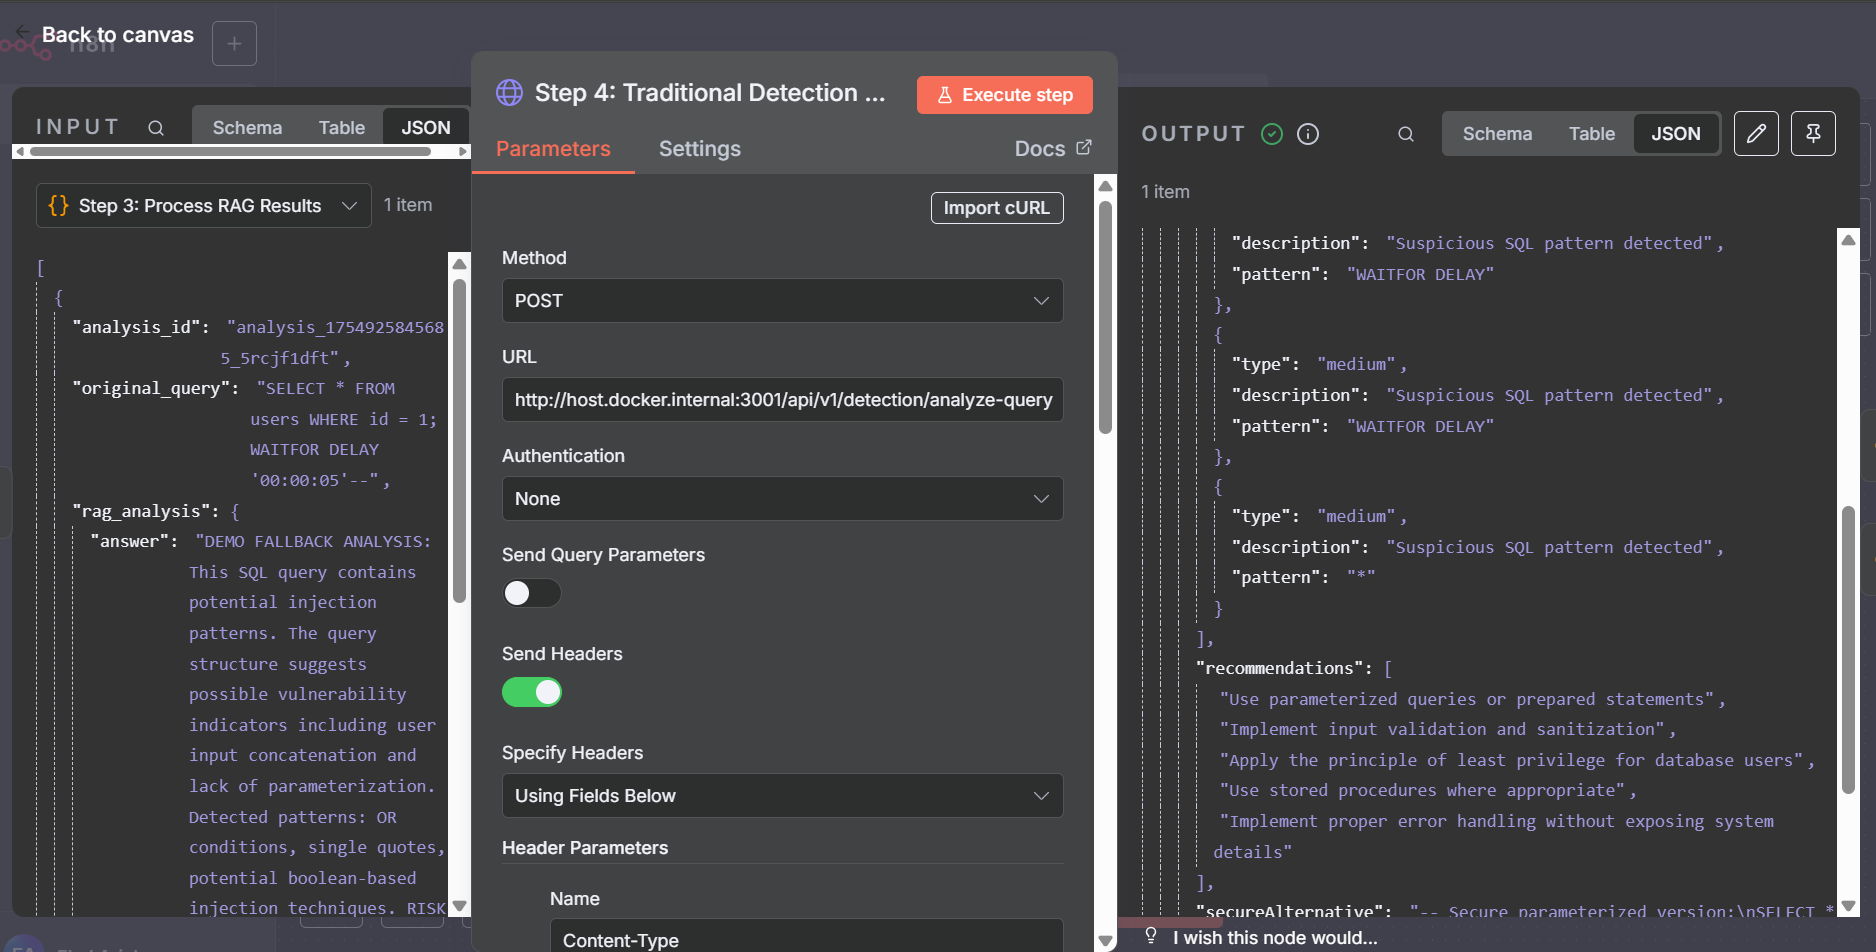 Back to canvas
n8n
INPUT
Schema
Table
JSON
{} Step 3: Process RAG Results
1 item
[
{
"analysis_id": "analysis_175492584568
5_5rcjf1dft",
"original_query": "SELECT * FROM
users WHERE id = 1;
WAITFOR DELAY
'00:00:05'--",
"rag_analysis": {
"answer": "DEMO FALLBACK ANALYSIS:
This SQL query contains
potential injection
patterns. The query
structure suggests
possible vulnerability
indicators including user
input concatenation and
lack of parameterization.
Detected patterns: OR
conditions, single quotes,
potential boolean-based
injection techniques. RISK
Step 4: Traditional Detection ...
Execute step
Parameters
Settings
Docs
Import cURL
Method
POST
URL
http://host.docker.internal:3001/api/v1/detection/analyze-query
Authentication
None
Send Query Parameters
Send Headers
Specify Headers
Using Fields Below
Header Parameters
Name
Content-Type
OUTPUT
Schema
Table
JSON
1 item
"description": "Suspicious SQL pattern detected",
"pattern": "WAITFOR DELAY"
},
{
"type": "medium",
"description": "Suspicious SQL pattern detected",
"pattern": "WAITFOR DELAY"
},
{
"type": "medium",
"description": "Suspicious SQL pattern detected",
"pattern": "*"
}
],
"recommendations": [
"Use parameterized queries or prepared statements",
"Implement input validation and sanitization",
"Apply the principle of least privilege for database users",
"Use stored procedures where appropriate",
"Implement proper error handling without exposing system
details"
],
"secureAlternative": "-- Secure parameterized version:\nSELECT *
I wish this node would...